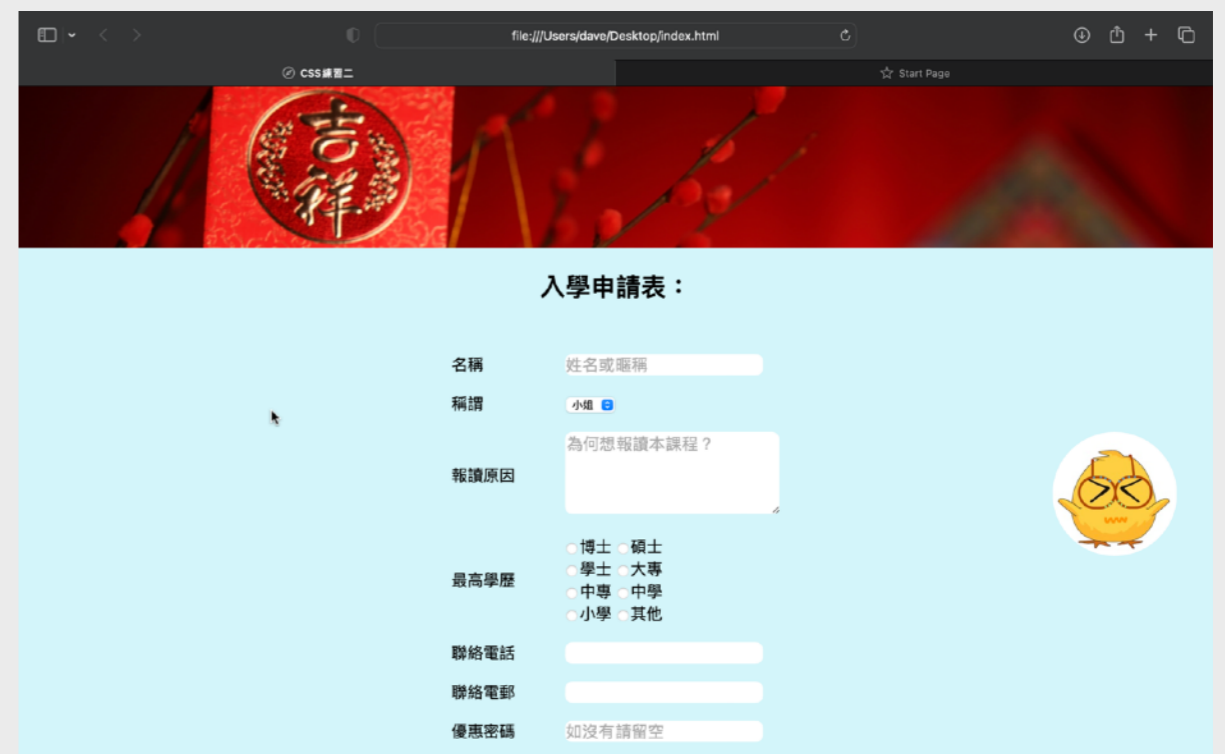 file:///Users/dave/Desktop/index.html
CSS練習二
Start Page
吉祥
入學申請表：
名稱 姓名或暱稱
稱謂 小姐
為何想報讀本課程？
報讀原因
博士 碩士
學士 大專
最高學歷
中專 中學
小學 其他
聯絡電話
聯絡電郵
優惠密碼 如沒有請留空